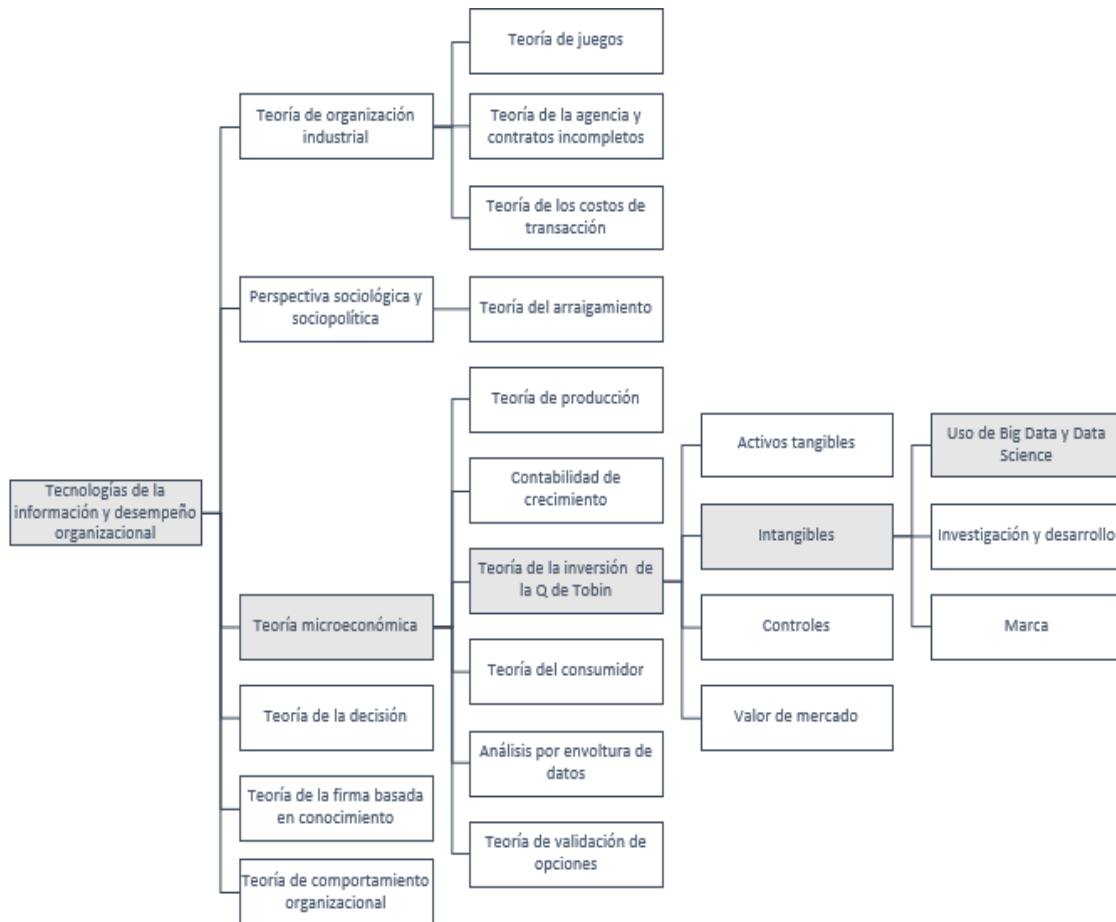 Teoría de juegos
Teoría de organización
industrial
Teoría de la agencia y
contratos incompletos
Teoría de los costos de
transacción
Perspectiva sociológica y
sociopolítica
Teoría del arraigamiento
Teoría de producción
Activos tangibles
Uso de Big Data y Data
Science
Contabilidad de
crecimiento
Tecnologías de la
información y desempeño
organizacional
Intangibles
Investigación y desarrollo
Teoría de la inversión de
la Q de Tobin
Teoría microeconómica
Controles
Marca
Teoría del consumidor
Teoría de la decisión
Valor de mercado
Análisis por envoltura de
datos
Teoría de la firma basada
en conocimiento
Teoría de validación de
opciones
Teoría de comportamiento
organizacional